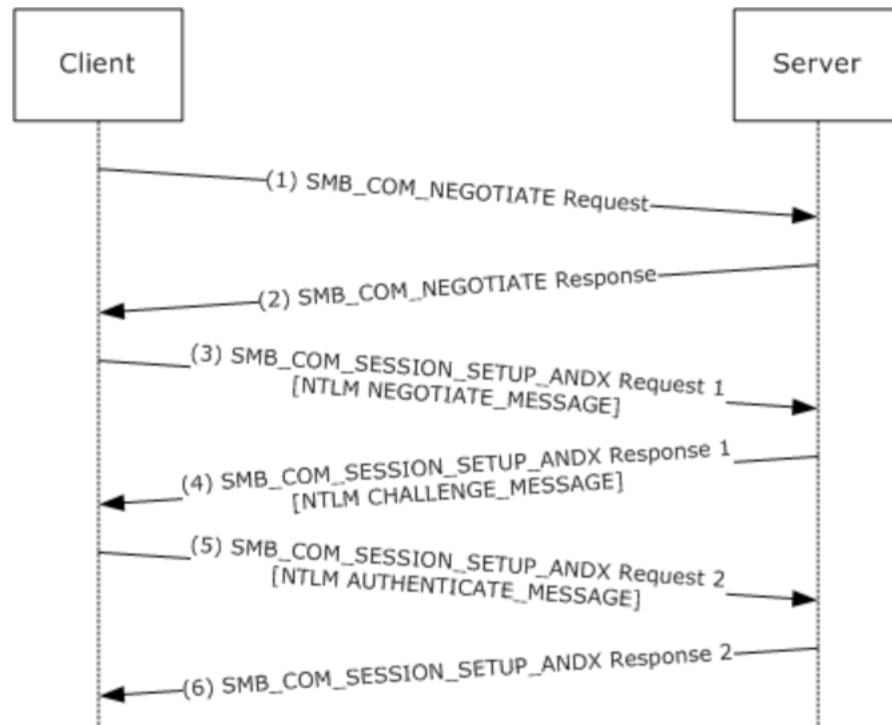 Client
Server
(1) SMB_COM_NEGOTIATE Request
(2) SMB_COM_NEGOTIATE Response
(3) SMB_COM_SESSION_SETUP_ANDX Request 1
[NTLM NEGOTIATE_MESSAGE]
(4) SMB_COM_SESSION_SETUP_ANDX Response 1
[NTLM CHALLENGE_MESSAGE]
(5) SMB_COM_SESSION_SETUP_ANDX Request 2
[NTLM AUTHENTICATE_MESSAGE]
(6) SMB_COM_SESSION_SETUP_ANDX Response 2